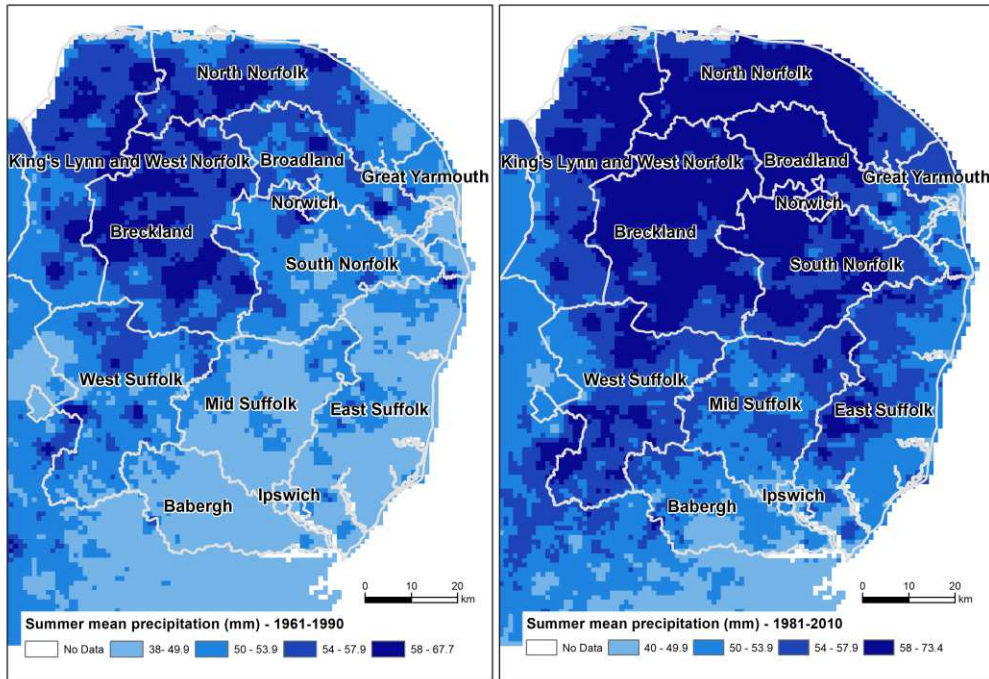 North Norfolk
King's Lynn and West Norfolk
Broadland
Great Yarmouth
Norwich
Breckland
South Norfolk
West Suffolk
Mid Suffolk
East Suffolk
Ipswich
Babergh
0 10 20
km
Summer mean precipitation (mm) - 1961-1990
No Data 38- 49.9 50 - 53.9 54 - 57.9 58 - 67.7
North Norfolk
King's Lynn and West Norfolk
Broadland
Great Yarmouth
Norwich
Breckland
South Norfolk
West Suffolk
Mid Suffolk
East Suffolk
Ipswich
Babergh
0 10 20
km
Summer mean precipitation (mm) - 1981-2010
No Data 40 - 49.9 50 - 53.9 54 - 57.9 58 - 73.4